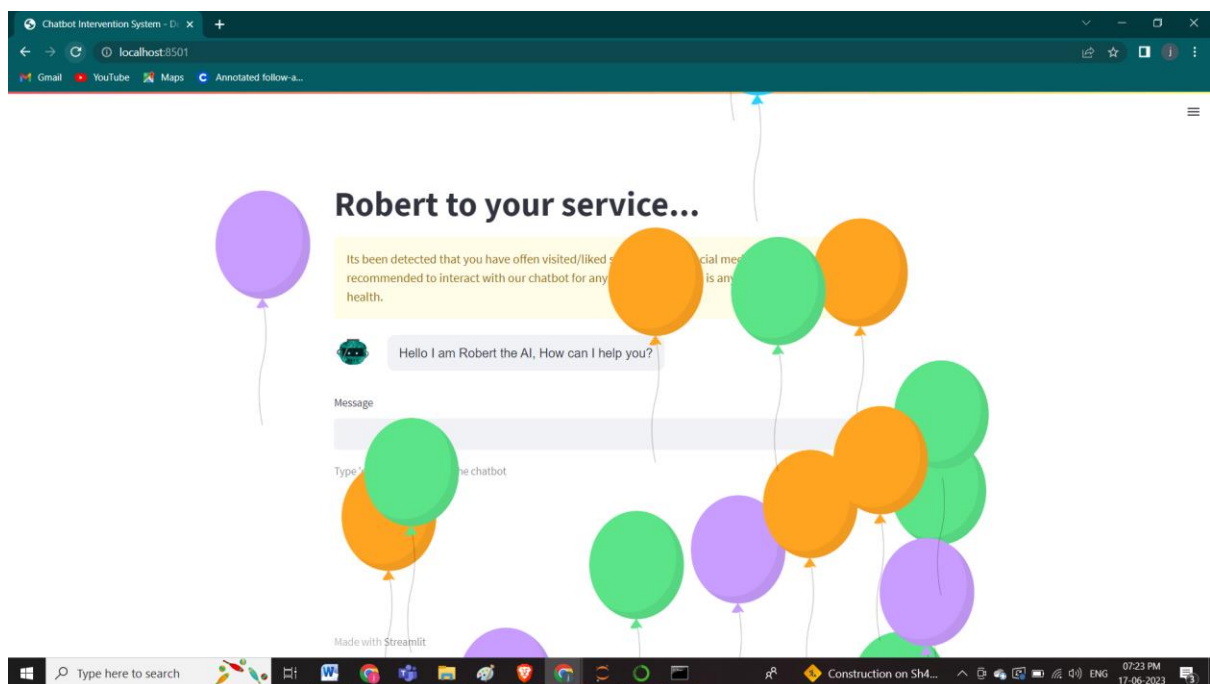 Chatbot Intervention System - D
localhost:8501
Gmail YouTube Maps Annotated follow-a...
Robert to your service...
Its been detected that you have offen visited/liked
recommended to interact with our chatbot for any is any
health.
Hello I am Robert the AI, How can I help you?
Message
Type chatbot
Made with Streamlit
Type here to search
Construction on Sh4...
ENG
07:23 PM
17-06-2023